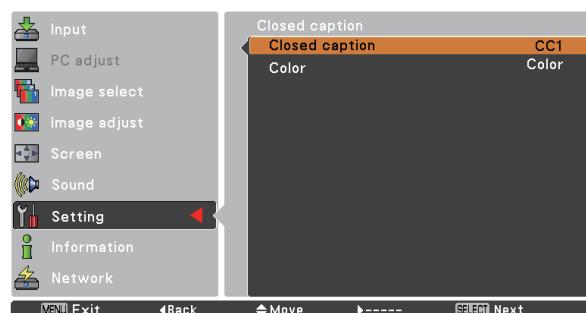 Input
PC adjust
Image select
Image adjust
Screen
Sound
Setting
Information
Network
Closed caption
Closed caption CC1
Color Color
MENU Exit ◀Back ◆Move ▶----- SELECT Next